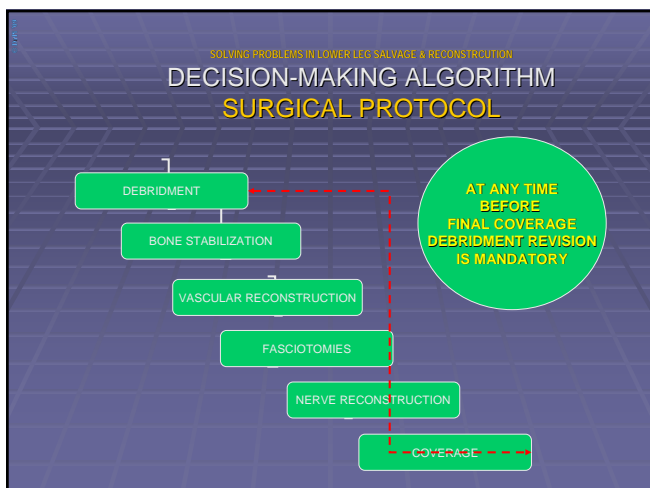 SOLVING PROBLEMS IN LOWER LEG SALVAGE & RECONSTRCUTION
DECISION-MAKING ALGORITHM
SURGICAL PROTOCOL
DEBRIDMENT
BONE STABILIZATION
VASCULAR RECONSTRUCTION
FASCIOTOMIES
NERVE RECONSTRUCTION
COVERAGE
AT ANY TIME
BEFORE
FINAL COVERAGE
DEBRIDMENT REVISION
IS MANDATORY